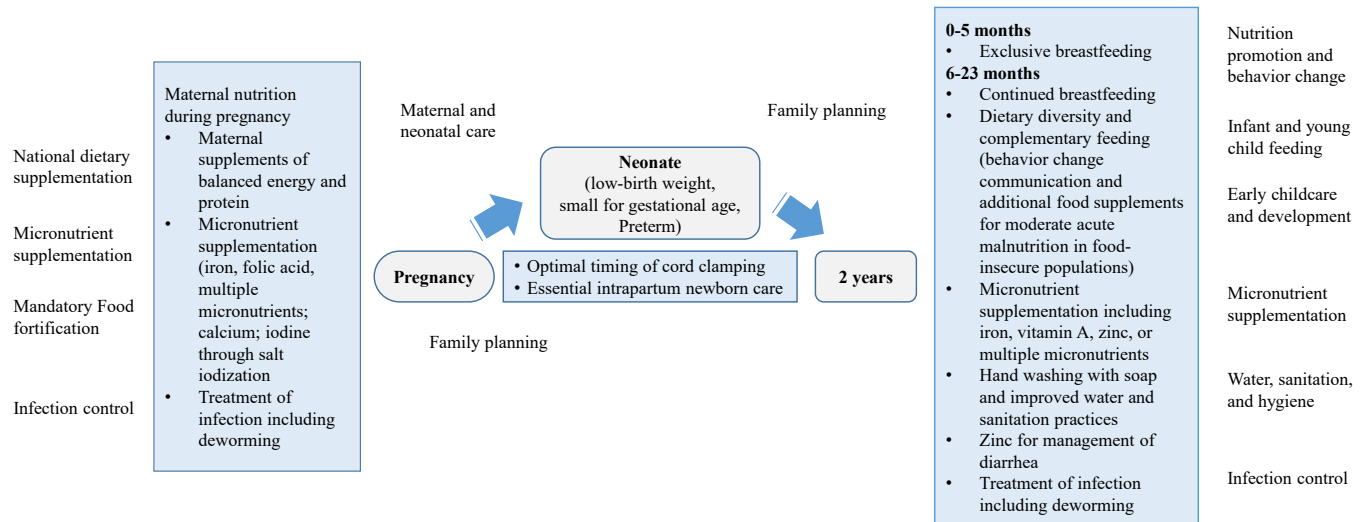 National dietary
supplementation
Micronutrient
supplementation
Mandatory Food
fortification
Infection control
Maternal nutrition
during pregnancy
• Maternal
supplements of
balanced energy and
protein
• Micronutrient
supplementation
(iron, folic acid,
multiple
micronutrients;
calcium; iodine
through salt
iodization
• Treatment of
infection including
deworming
Maternal and
neonatal care
Family planning
Neonate
(low-birth weight,
small for gestational age,
Preterm)
Pregnancy
• Optimal timing of cord clamping
• Essential intrapartum newborn care
2 years
Family planning
0-5 months
• Exclusive breastfeeding
6-23 months
• Continued breastfeeding
• Dietary diversity and
complementary feeding
(behavior change
communication and
additional food supplements
for moderate acute
malnutrition in food-
insecure populations)
• Micronutrient
supplementation including
iron, vitamin A, zinc, or
multiple micronutrients
• Hand washing with soap
and improved water and
sanitation practices
• Zinc for management of
diarrhea
• Treatment of infection
including deworming
Nutrition
promotion and
behavior change
Infant and young
child feeding
Early childcare
and development
Micronutrient
supplementation
Water, sanitation,
and hygiene
Infection control